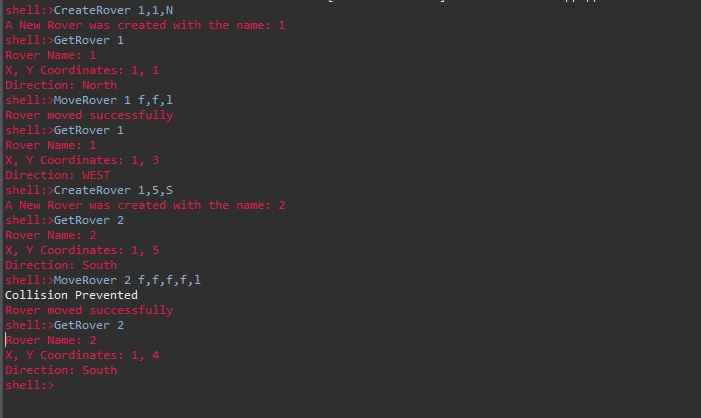 shell:>CreateRover 1,1,N
A New Rover was created with the name: 1
shell:>GetRover 1
Rover Name: 1
X, Y Coordinates: 1, 1
Direction: North
shell:>MoveRover 1 f,f,l
Rover moved successfully
shell:>GetRover 1
Rover Name: 1
X, Y Coordinates: 1, 3
Direction: WEST
shell:>CreateRover 1,5,S
A New Rover was created with the name: 2
shell:>GetRover 2
Rover Name: 2
X, Y Coordinates: 1, 5
Direction: South
shell:>MoveRover 2 f,f,f,f,l
Collision Prevented
Rover moved successfully
shell:>GetRover 2
Rover Name: 2
X, Y Coordinates: 1, 4
Direction: South
shell:>